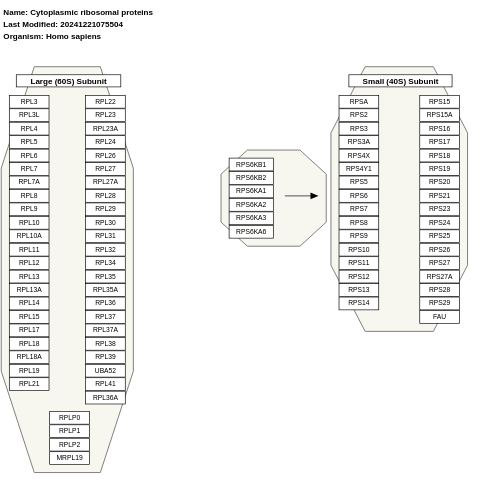 Name: Cytoplasmic ribosomal proteins
Last Modified: 20241221075504
Organism: Homo sapiens
Large (60S) Subunit
RPL3
RPL3L
RPL4
RPL5
RPL6
RPL7
RPL7A
RPL8
RPL9
RPL10
RPL10A
RPL11
RPL12
RPL13
RPL13A
RPL14
RPL15
RPL17
RPL18
RPL18A
RPL19
RPL21
RPL22
RPL23
RPL23A
RPL24
RPL26
RPL27
RPL27A
RPL28
RPL29
RPL30
RPL31
RPL32
RPL34
RPL35
RPL35A
RPL36
RPL37
RPL37A
RPL38
RPL39
UBA52
RPL41
RPL36A
RPLP0
RPLP1
RPLP2
MRPL19
RPS6KB1
RPS6KB2
RPS6KA1
RPS6KA2
RPS6KA3
RPS6KA6
Small (40S) Subunit
RPSA
RPS2
RPS3
RPS3A
RPS4X
RPS4Y1
RPS5
RPS6
RPS7
RPS8
RPS9
RPS10
RPS11
RPS12
RPS13
RPS14
RPS15
RPS15A
RPS16
RPS17
RPS18
RPS19
RPS20
RPS21
RPS23
RPS24
RPS25
RPS26
RPS27
RPS27A
RPS28
RPS29
FAU